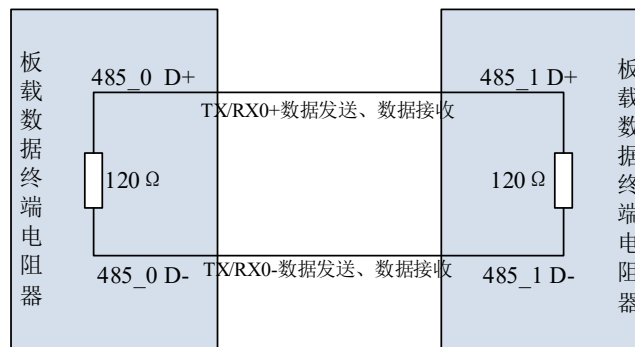 板载数据终端电阻器
485_0 D+
TX/RX0+数据发送、数据接收
120 Ω
485_0 D-
TX/RX0-数据发送、数据接收
485_1 D+
120 Ω
485_1 D-
板载数据终端电阻器